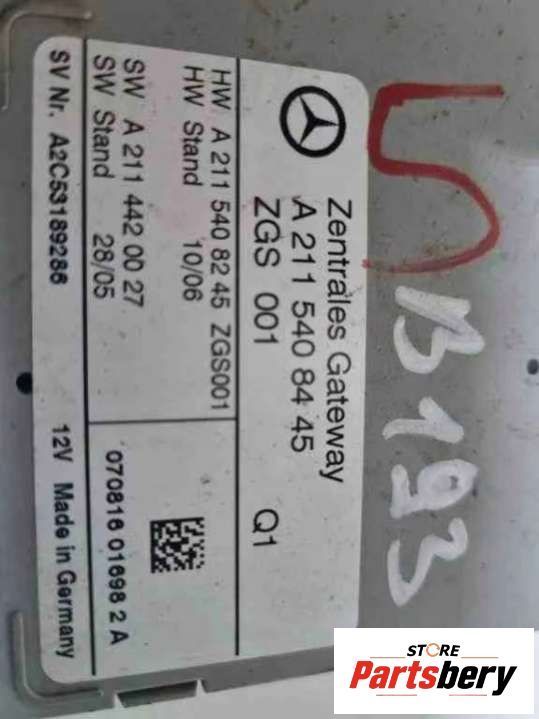 Zentrales Gateway
A 211 540 84 45
ZGS 001 Q1
HW A 211 540 82 45 ZGS001
HW Stand 10/06
SW A 211 442 00 27
SW Stand 28/05
070816 01698 2 A
SV Nr. A2C53189286 12V Made in Germany
B 193
STORE
Partsbery